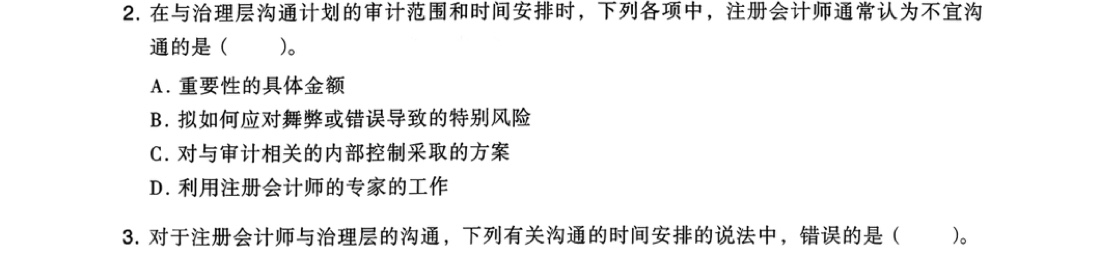 2. 在与治理层沟通计划的审计范围和时间安排时，下列各项中，注册会计师通常认为不宜沟
通的是（　　）。
A. 重要性的具体金额
B. 拟如何应对舞弊或错误导致的特别风险
C. 对与审计相关的内部控制采取的方案
D. 利用注册会计师的专家的工作
3. 对于注册会计师与治理层的沟通，下列有关沟通的时间安排的说法中，错误的是（　　）。